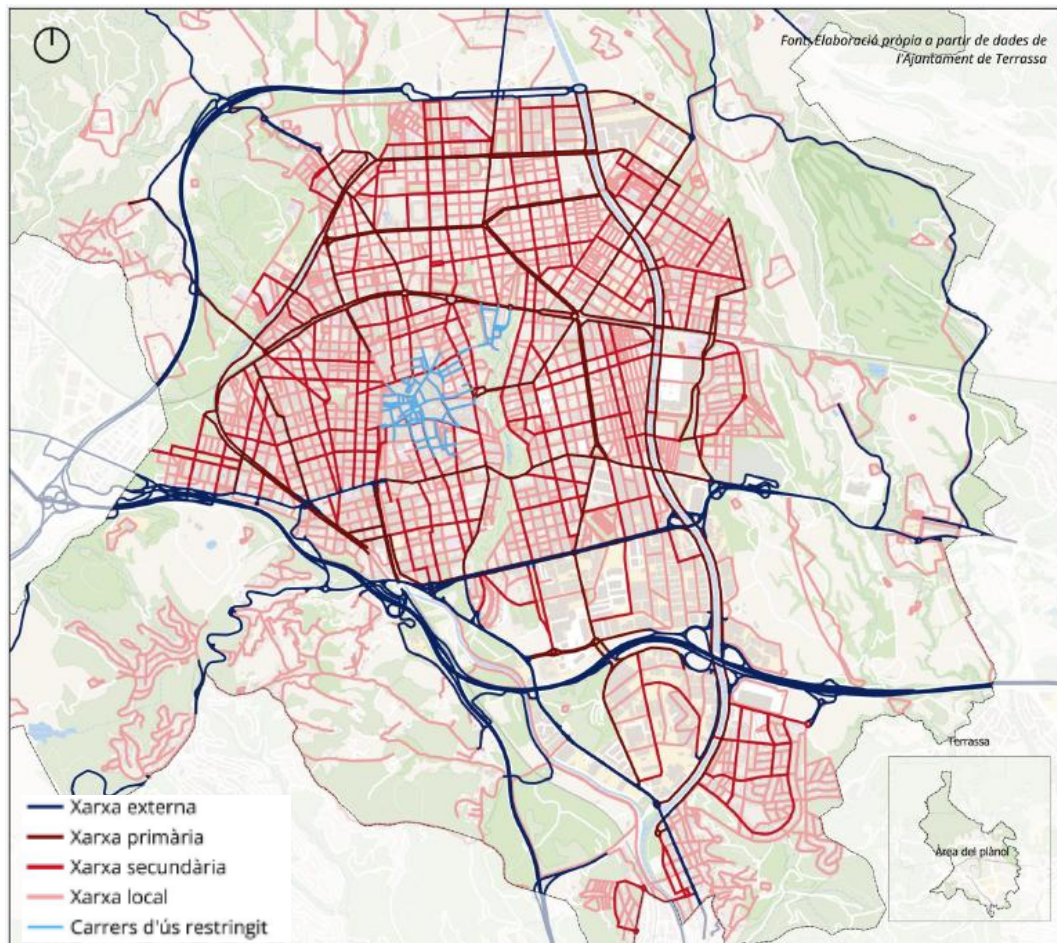 Font: Elaboració pròpia a partir de dades de
l'Ajuntament de Terrassa
Terrassa
Àrea del plànol
Xarxa externa
Xarxa primària
Xarxa secundària
Xarxa local
Carrers d'ús restringit